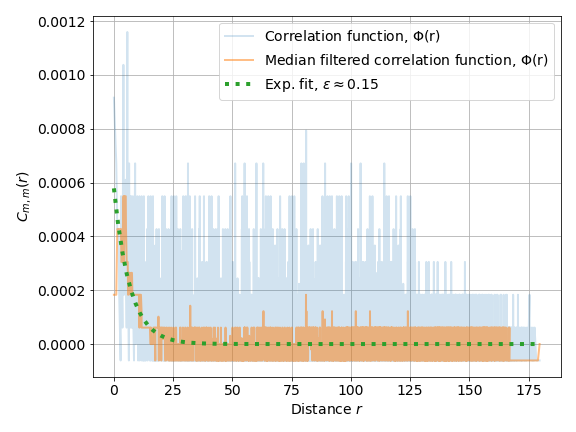 0.0012
0.0010
0.0008
0.0006
0.0004
0.0002
0.0000
C_{m,m}(r)
Correlation function, Φ(r)
Median filtered correlation function, Φ(r)
Exp. fit, ε ≈ 0.15
0 25 50 75 100 125 150 175
Distance r